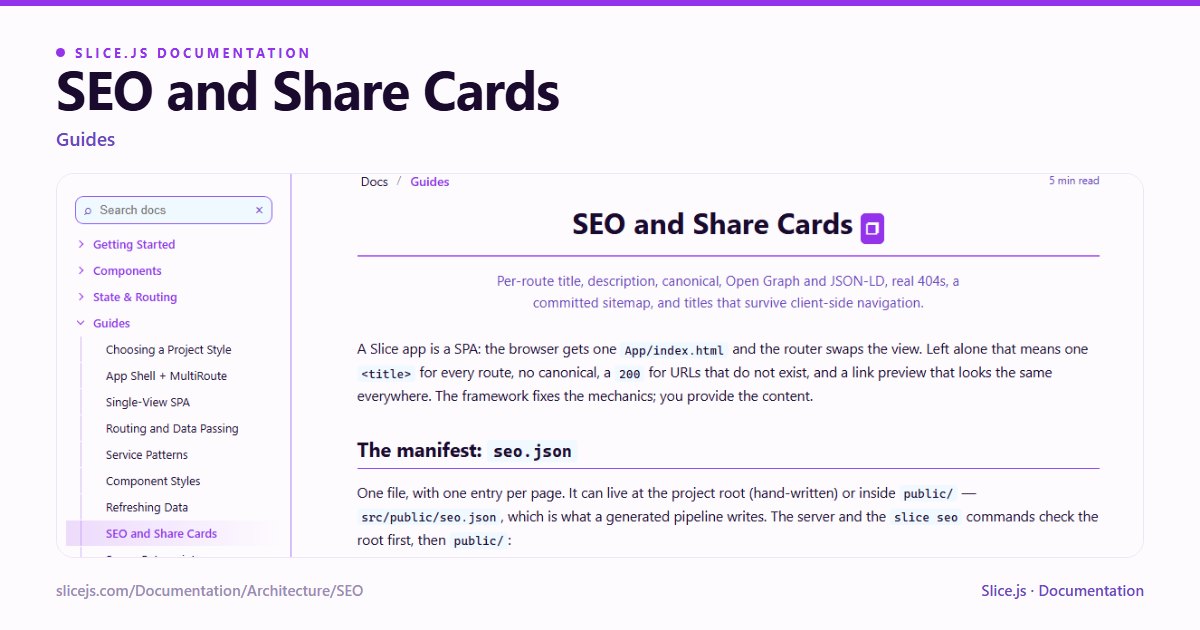 SLICE.JS DOCUMENTATION
SEO and Share Cards
Guides
Search docs
Getting Started
Components
State & Routing
Guides
Choosing a Project Style
App Shell + MultiRoute
Single-View SPA
Routing and Data Passing
Service Patterns
Component Styles
Refreshing Data
SEO and Share Cards
Docs / Guides
5 min read
SEO and Share Cards
Per-route title, description, canonical, Open Graph and JSON-LD, real 404s, a
committed sitemap, and titles that survive client-side navigation.
A Slice app is a SPA: the browser gets one App/index.html and the router swaps the view. Left alone that means one
<title> for every route, no canonical, a 200 for URLs that do not exist, and a link preview that looks the same
everywhere. The framework fixes the mechanics; you provide the content.
The manifest: seo.json
One file, with one entry per page. It can live at the project root (hand-written) or inside public/ —
src/public/seo.json, which is what a generated pipeline writes. The server and the slice seo commands check the
root first, then public/:
slicejs.com/Documentation/Architecture/SEO
Slice.js · Documentation